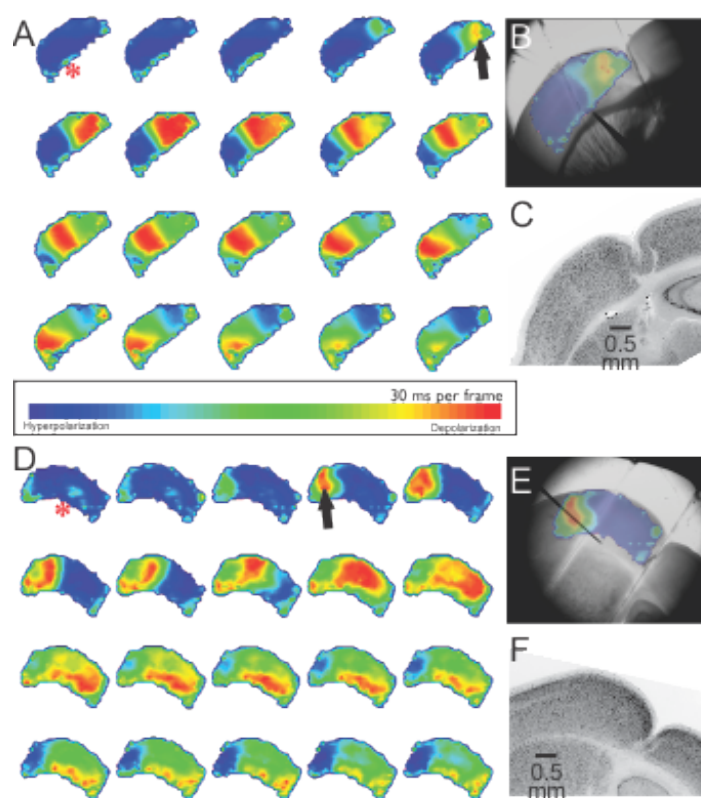 A
*
B
C
0.5
mm
30 ms per frame
Hyperpolarization
Depolarization
D
*
E
F
0.5
mm